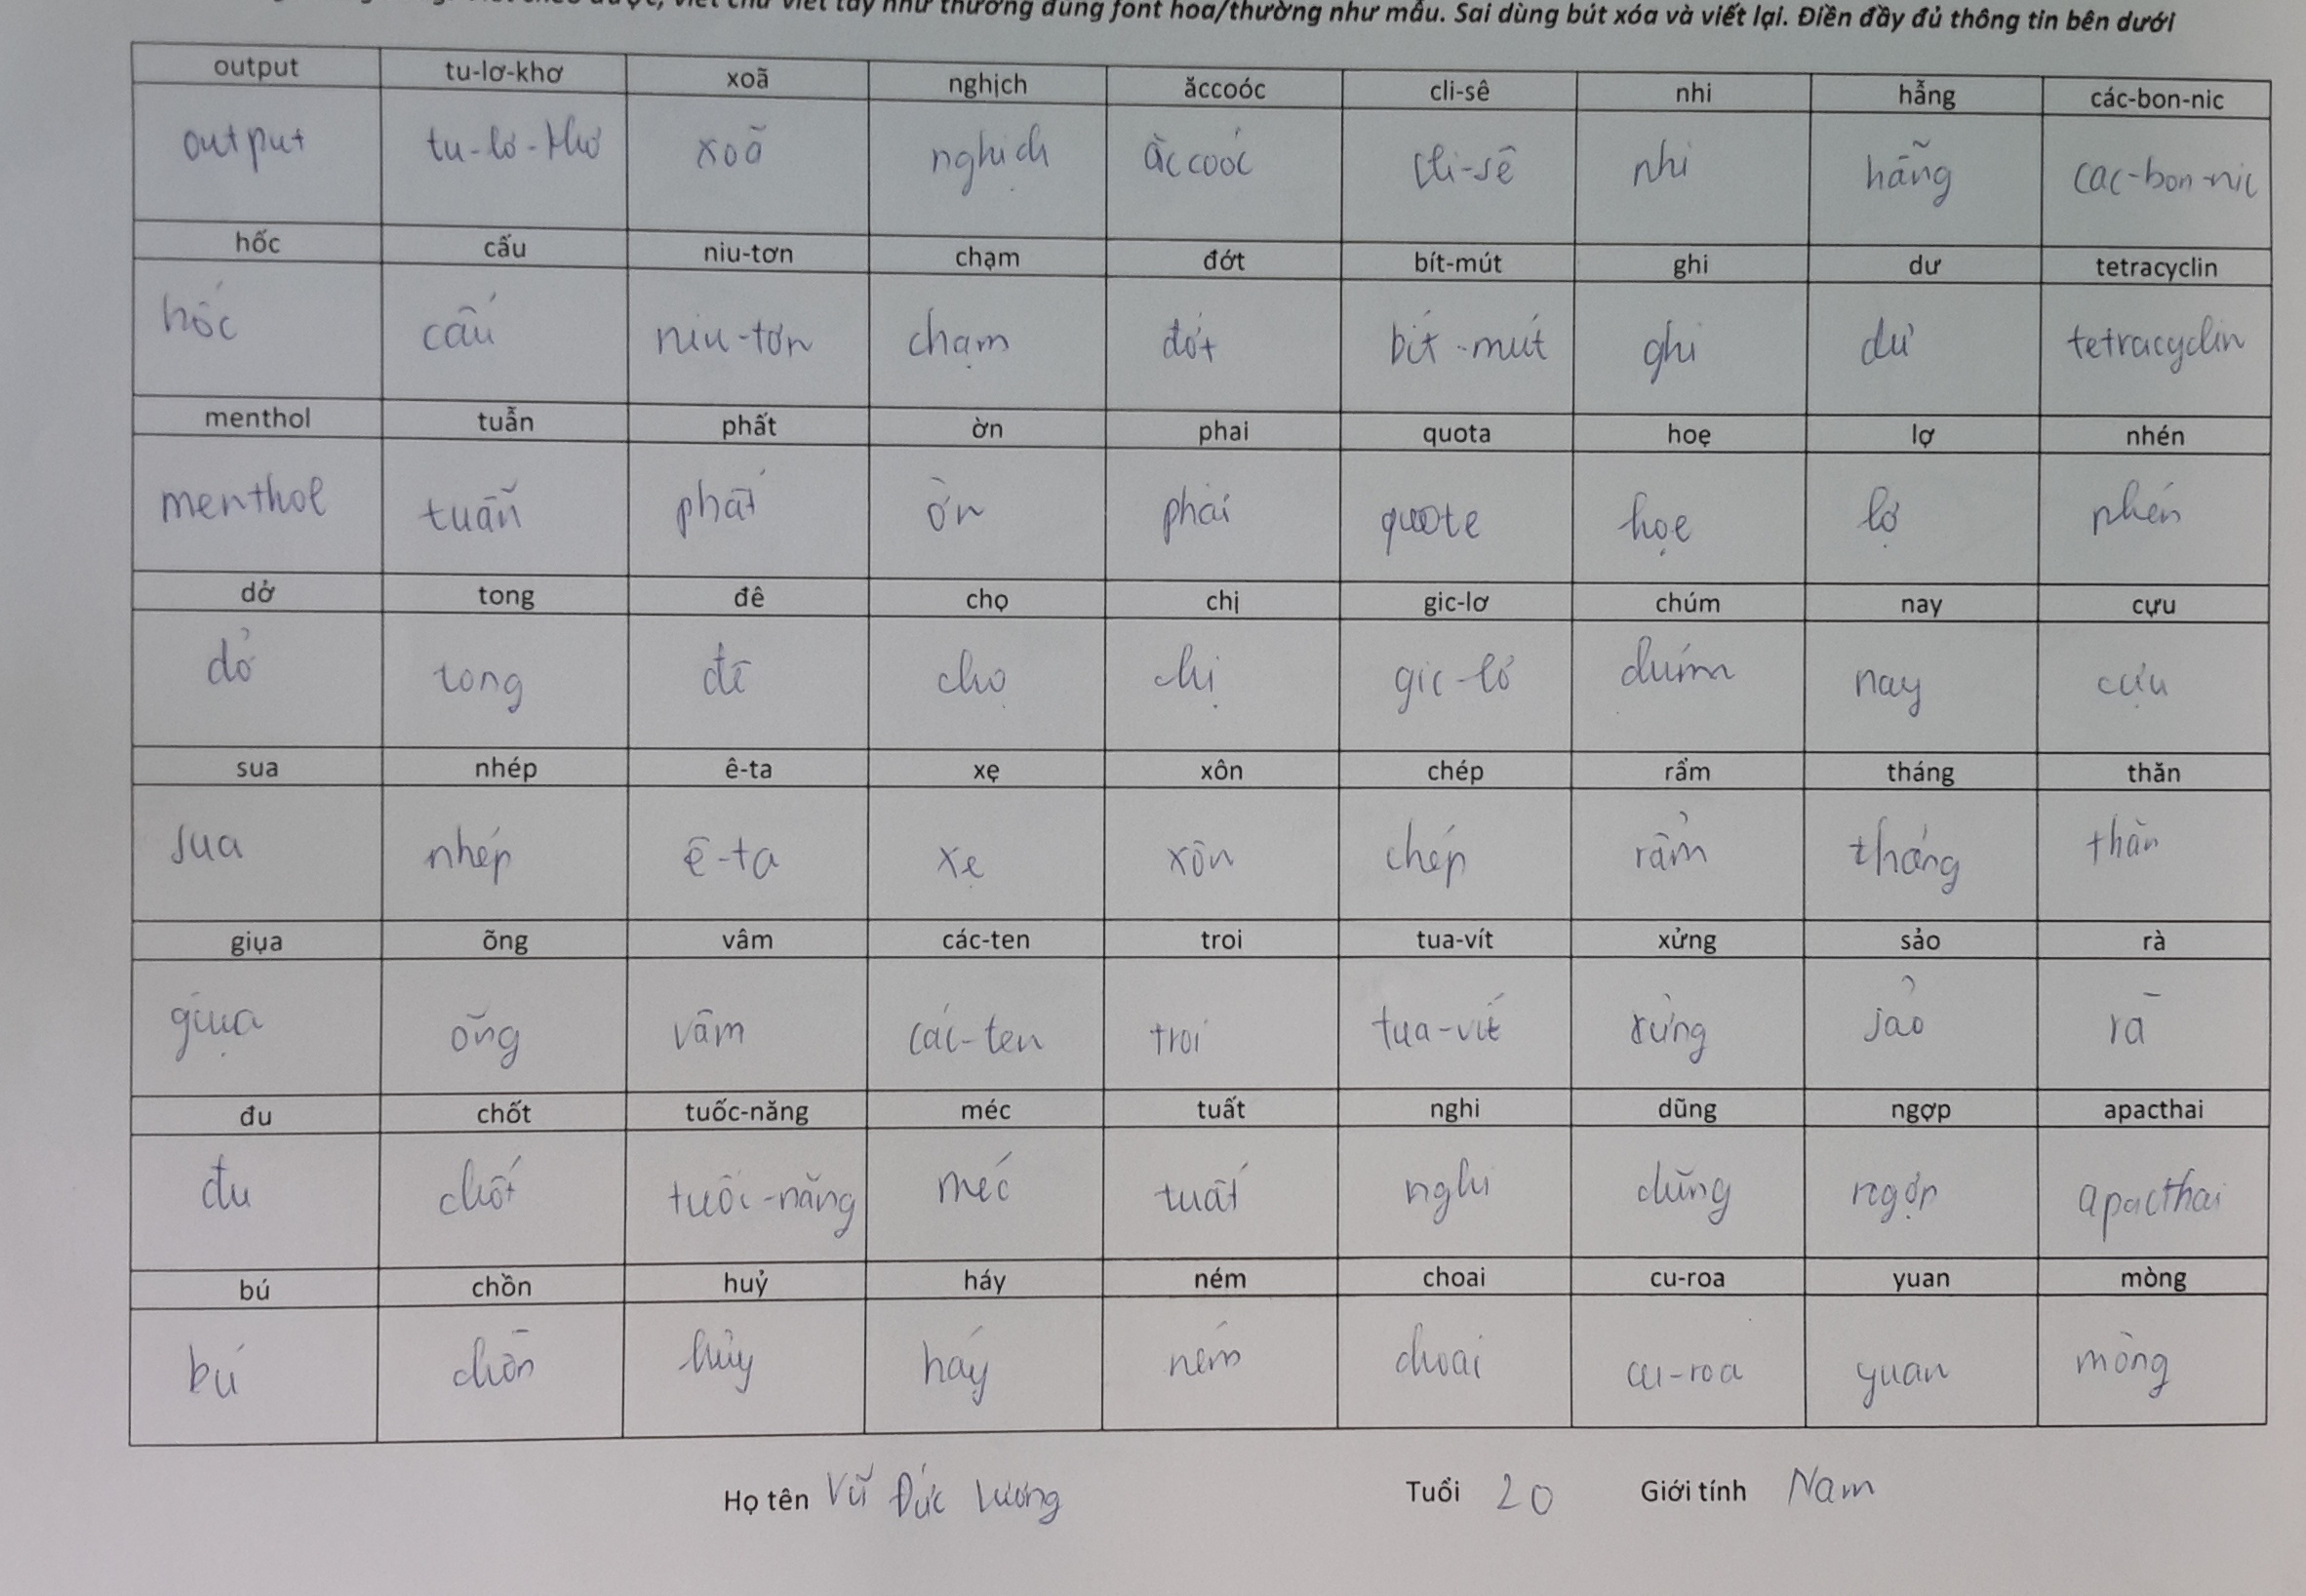 viết chữ viết tay như thường dùng font hoa/thường như mẫu. Sai dùng bút xóa và viết lại. Điền đầy đủ thông tin bên dưới
output tu-lơ-khơ xoã nghịch ăccoóc cli-sê nhi hẵng các-bon-nic
output tu-lơ-khơ xoã nghịch ăccoóc cli-sê nhi hẵng cac-bon-nic
hốc cấu niu-tơn chạm đớt bít-mút ghi dư tetracyclin
hốc cấu niu-tơn chạm đớt bít-mút ghi dư tetracyclin
menthol tuẫn phất ờn phai quota hoẹ lợ nhén
menthol tuẫn phất ờn phai quote họe lợ nhén
dở tong đê chọ chị gic-lơ chúm nay cựu
dở tong đê chọ chị gic-lơ chúm nay cựu
sua nhép ê-ta xẹ xôn chép rẩm tháng thăn
sua nhép ê-ta xẹ xôn chép rẩm tháng thăn
giụa õng vâm các-ten troi tua-vít xửng sảo rà
giụa õng vâm các-ten troi tua-vít xửng sảo rà
đu chốt tuốc-năng méc tuất nghi dũng ngợp apacthai
đu chốt tuốc-năng méc tuất nghi dũng ngợp apacthai
bú chồn huỷ háy ném choai cu-roa yuan mòng
bú chồn hủy háy ném choai cu-roa yuan mòng
Họ tên Vũ Đức Lương Tuổi 20 Giới tính Nam